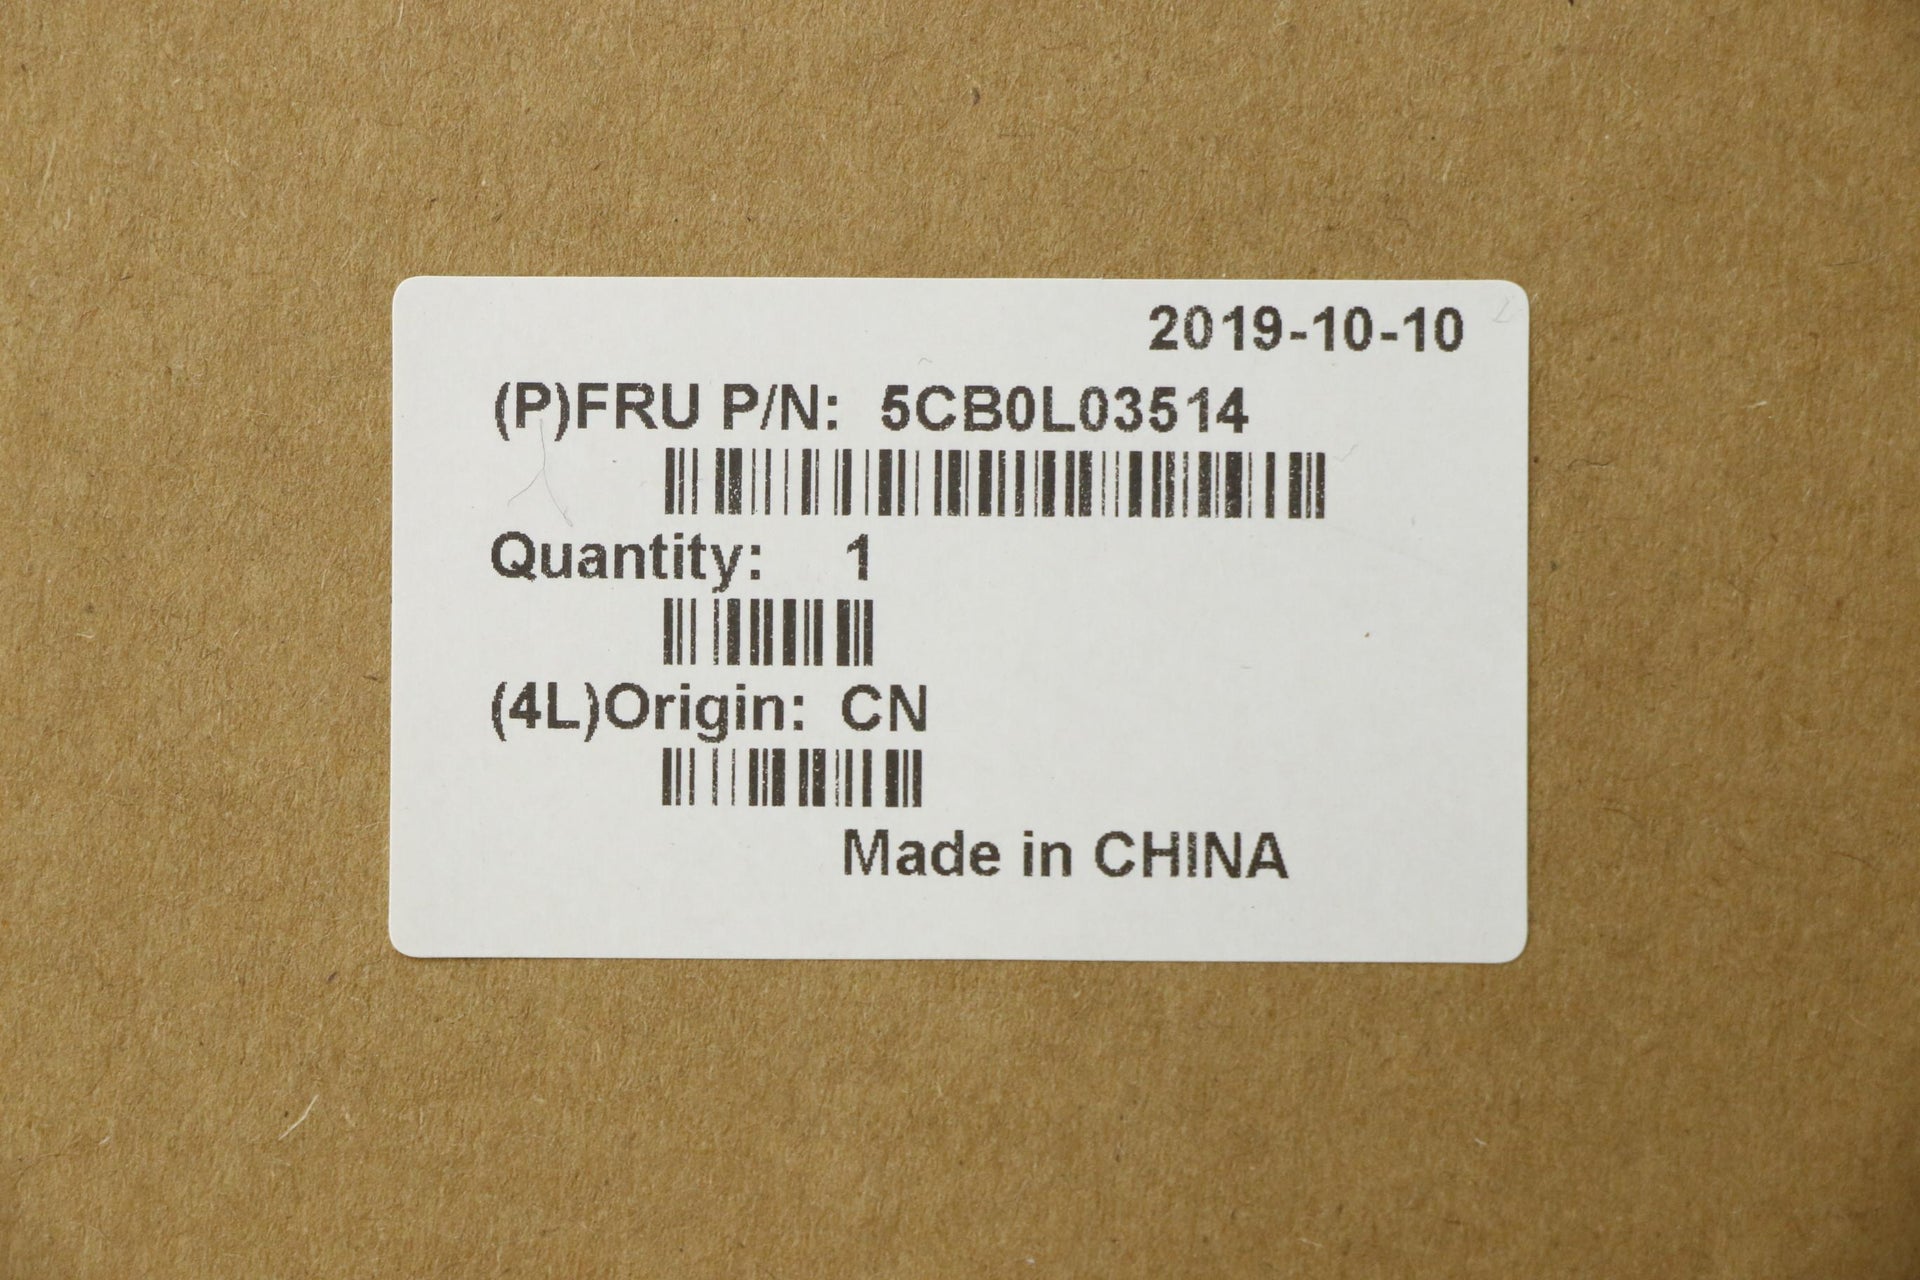 2019-10-10
(P)FRU P/N: 5CB0L03514
Quantity: 1
(4L)Origin: CN
Made in CHINA